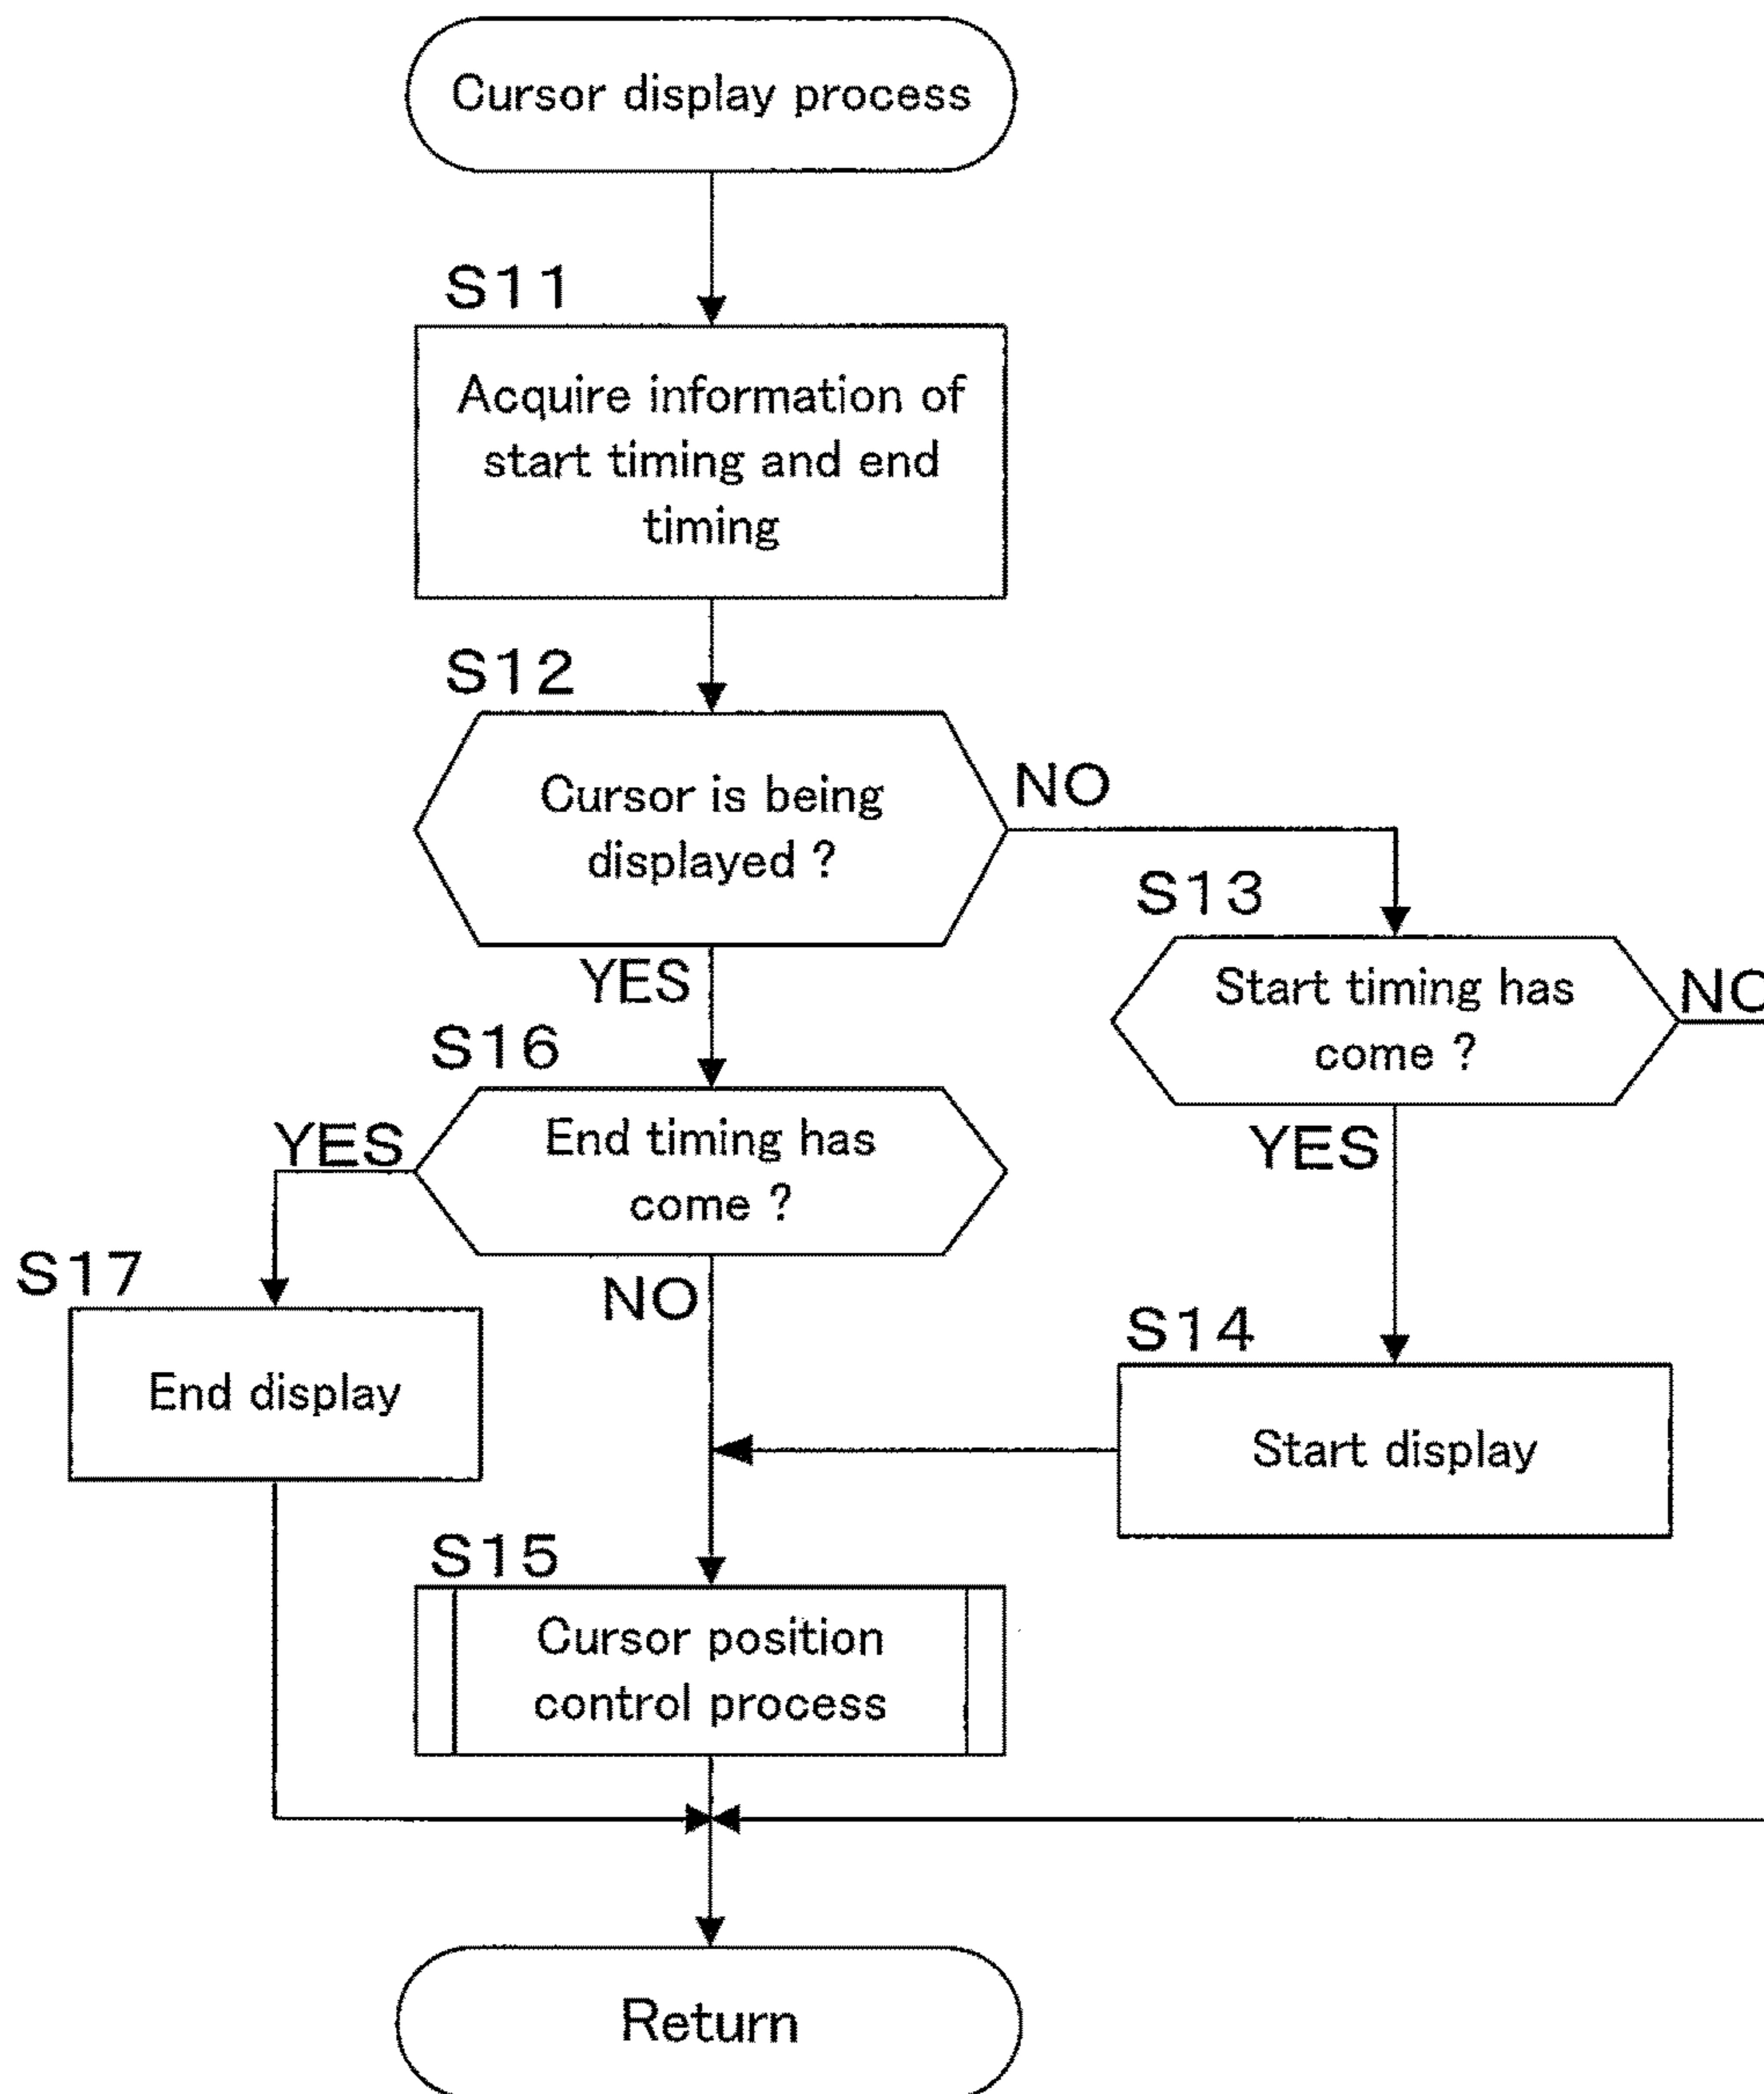 Cursor display process
S11
Acquire information of
start timing and end
timing
S12
Cursor is being
displayed ?
NO
YES
S13
Start timing has
come ?
NO
YES
S16
End timing has
come ?
YES
NO
S17
End display
S14
Start display
S15
Cursor position
control process
Return